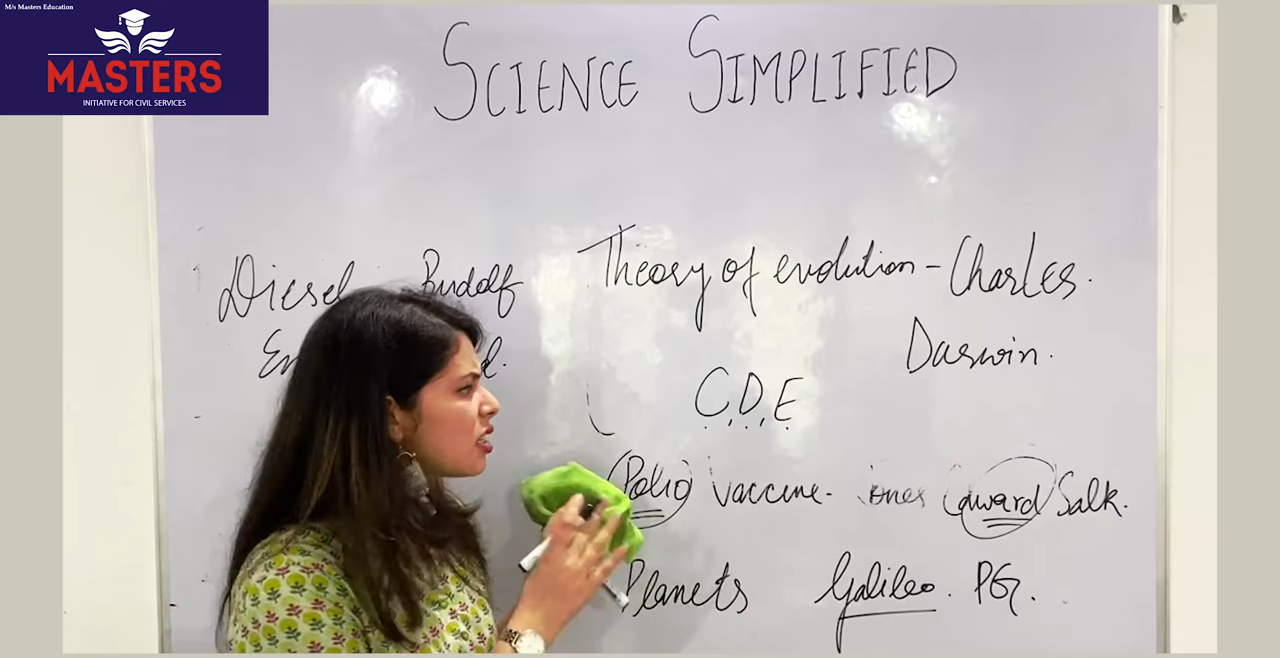 M/s Masters Education
MASTERS
INITIATIVE FOR CIVIL SERVICES
SCIENCE SIMPLIFIED
Diesel Rudolf
Theory of evolution - Charles.
Darwin.
C.D.E
Polio vaccine - award Salk.
Planets Galileo. PG.